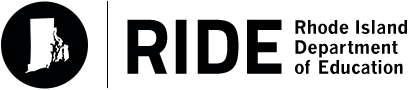 RIDE
Rhode Island
Department
of Education